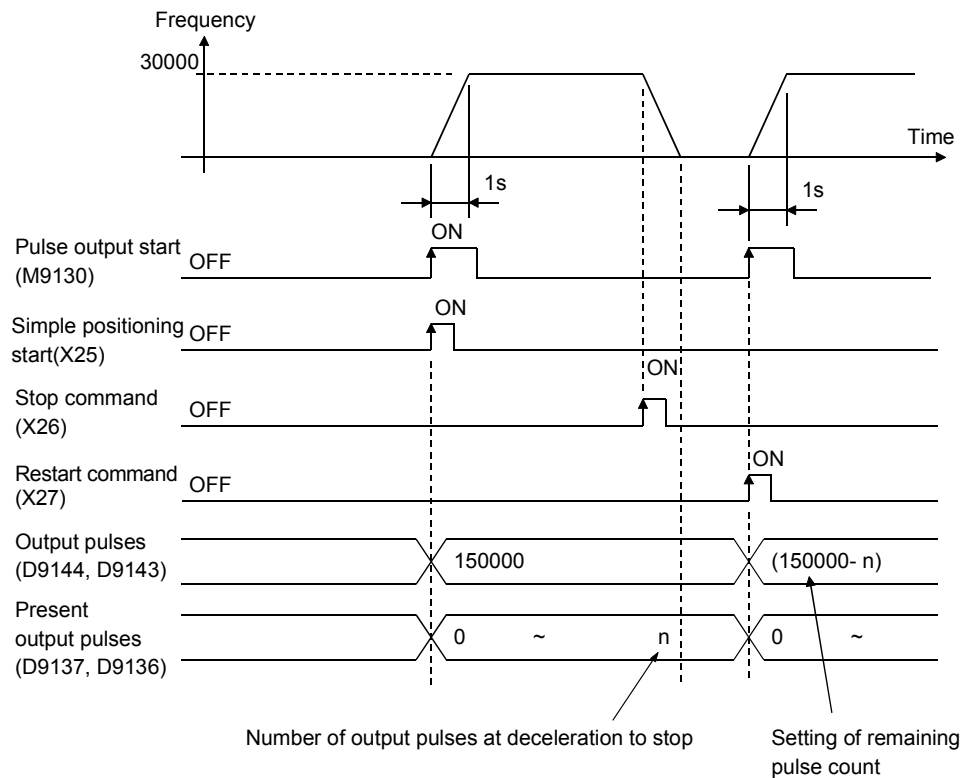 Frequency
30000
Time
1s
1s
Pulse output start
(M9130)
OFF
ON
Simple positioning
start(X25)
OFF
ON
Stop command
(X26)
OFF
ON
Restart command
(X27)
OFF
ON
Output pulses
(D9144, D9143)
150000
(150000- n)
Present
output pulses
(D9137, D9136)
0 ~ n
0 ~
Number of output pulses at deceleration to stop
Setting of remaining
pulse count